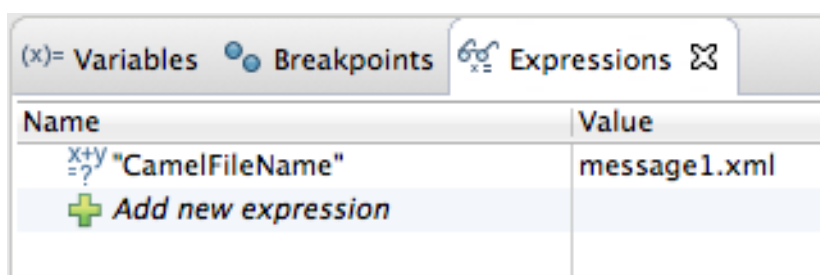 (x)= Variables Breakpoints Expressions
Name Value
x+y=? "CamelFileName" message1.xml
Add new expression